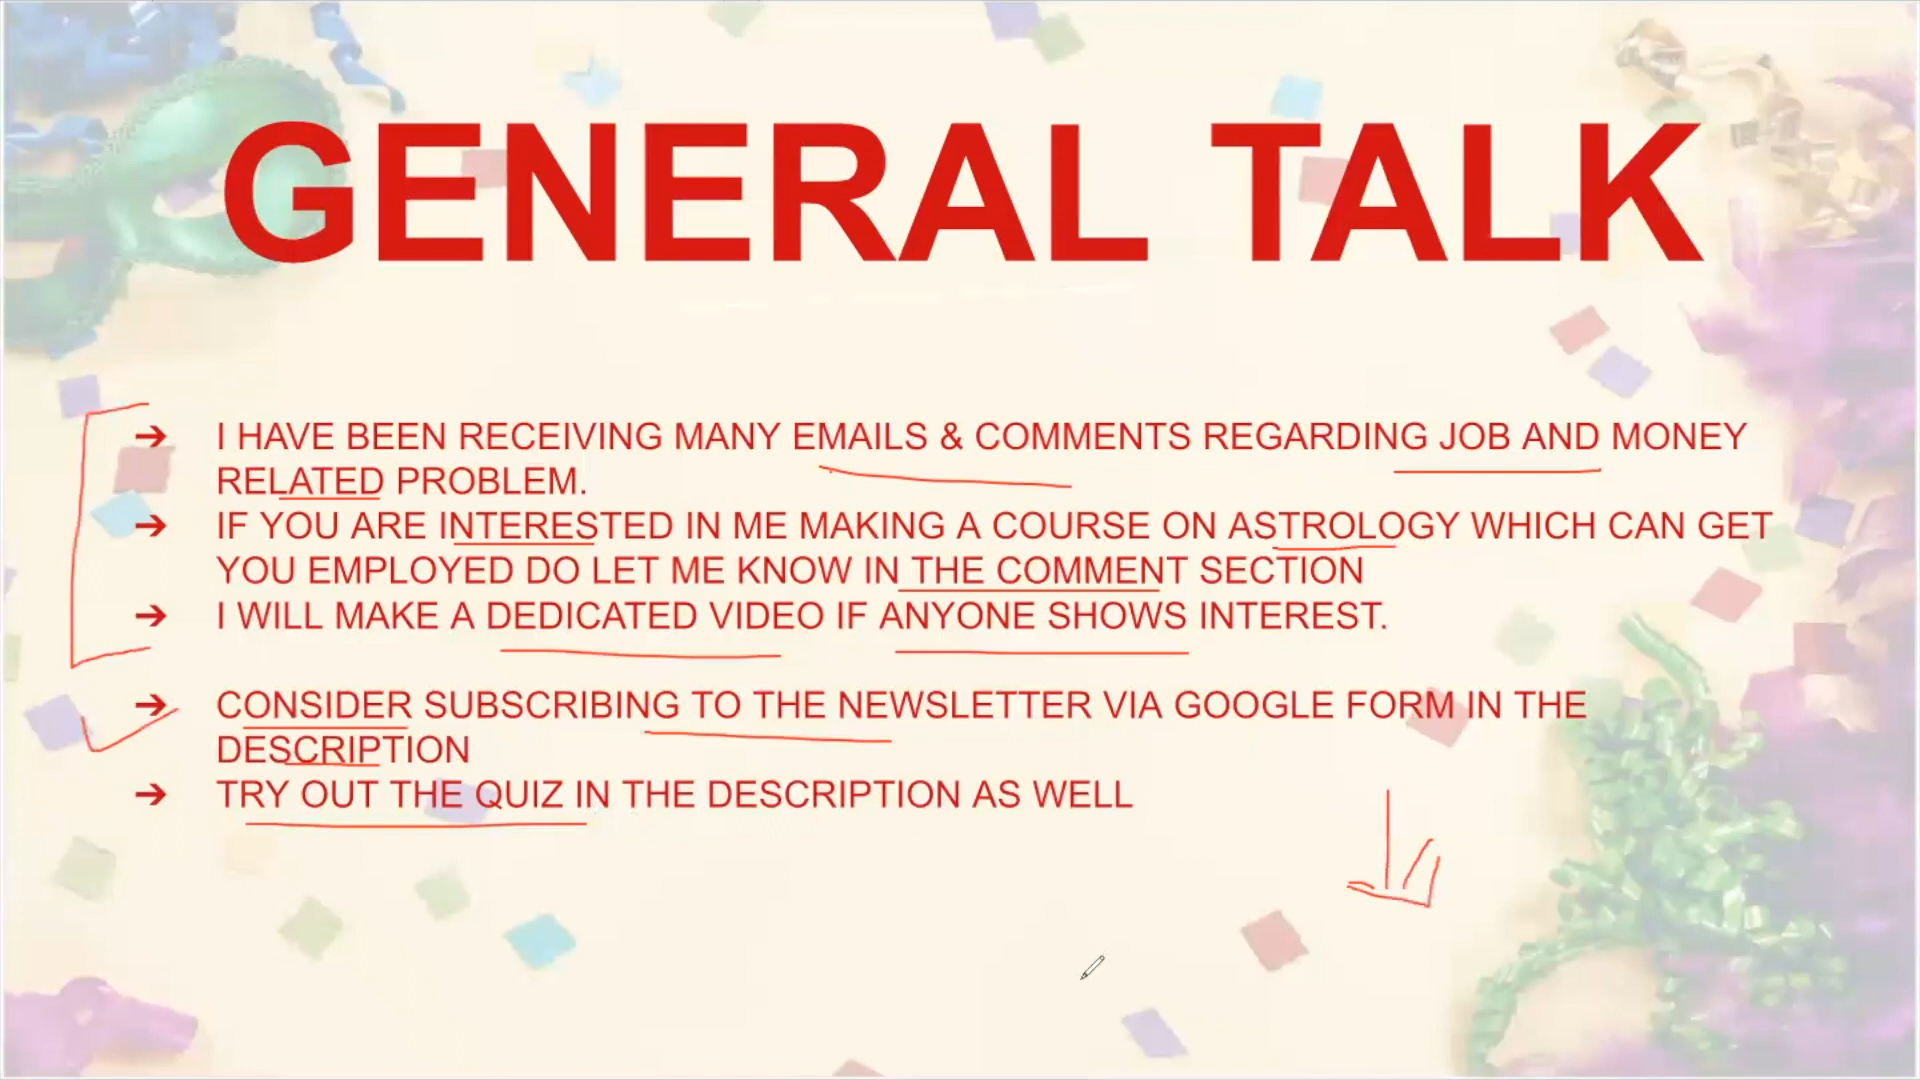 GENERAL TALK
➔ I HAVE BEEN RECEIVING MANY EMAILS & COMMENTS REGARDING JOB AND MONEY
RELATED PROBLEM.
➔ IF YOU ARE INTERESTED IN ME MAKING A COURSE ON ASTROLOGY WHICH CAN GET
YOU EMPLOYED DO LET ME KNOW IN THE COMMENT SECTION
➔ I WILL MAKE A DEDICATED VIDEO IF ANYONE SHOWS INTEREST.
➔ CONSIDER SUBSCRIBING TO THE NEWSLETTER VIA GOOGLE FORM IN THE
DESCRIPTION
➔ TRY OUT THE QUIZ IN THE DESCRIPTION AS WELL